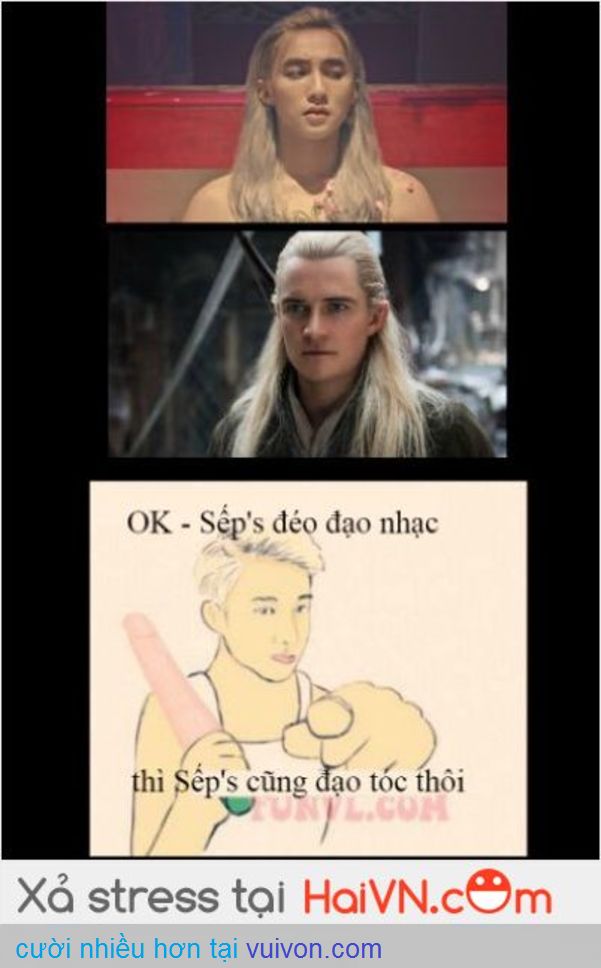 OK - Sếp's đéo đạo nhạc
thì Sếp's cũng đạo tóc thôi
FUNVL.COM
Xả stress tại HaiVN.com
cười nhiều hơn tại vuivon.com